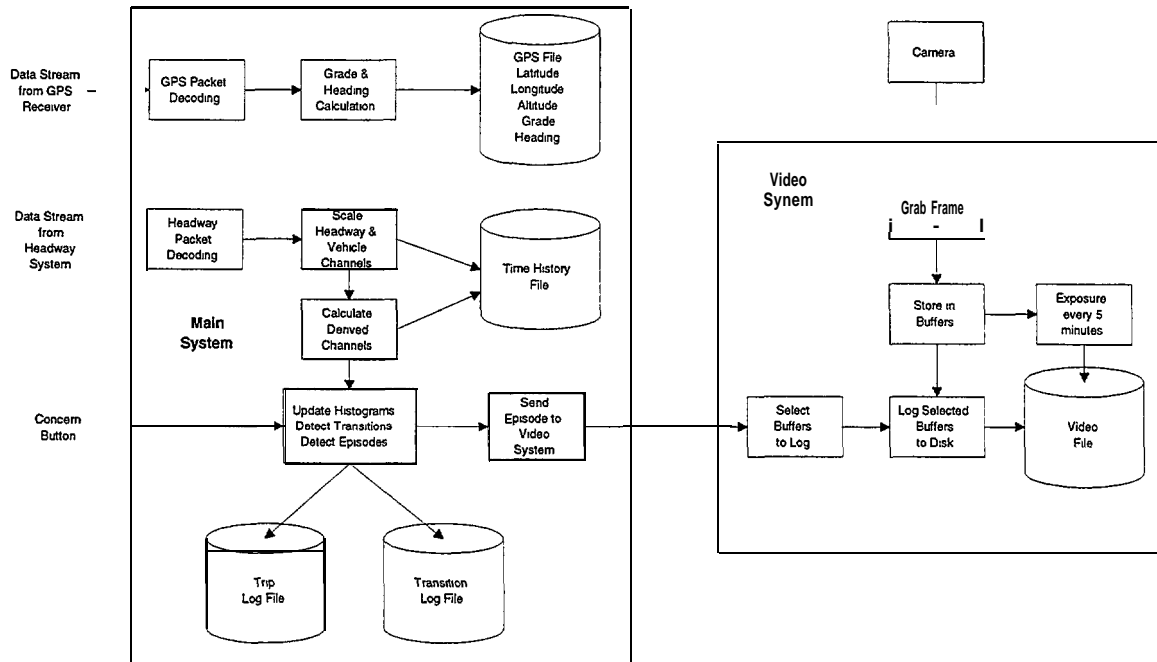 Data Stream
from GPS –
Receiver
GPS Packet
Decoding
Grade &
Heading
Calculation
GPS File
Latitude
Longitude
Altitude
Grade
Heading
Camera
Data Stream
from
Headway
System
Headway
Packet
Decoding
Scale
Headway &
Vehicle
Channels
Time History
File
Main
System
Calculate
Derived
Channels
Concern
Button
Update Histograms
Detect Transitions
Detect Episodes
Send
Episode to
Video
System
Trip
Log File
Transition
Log File
Video
Synem
Grab Frame
Store in
Buffers
Exposure
every 5
minutes
Select
Buffers
to Log
Log Selected
Buffers
to Disk
Video
File